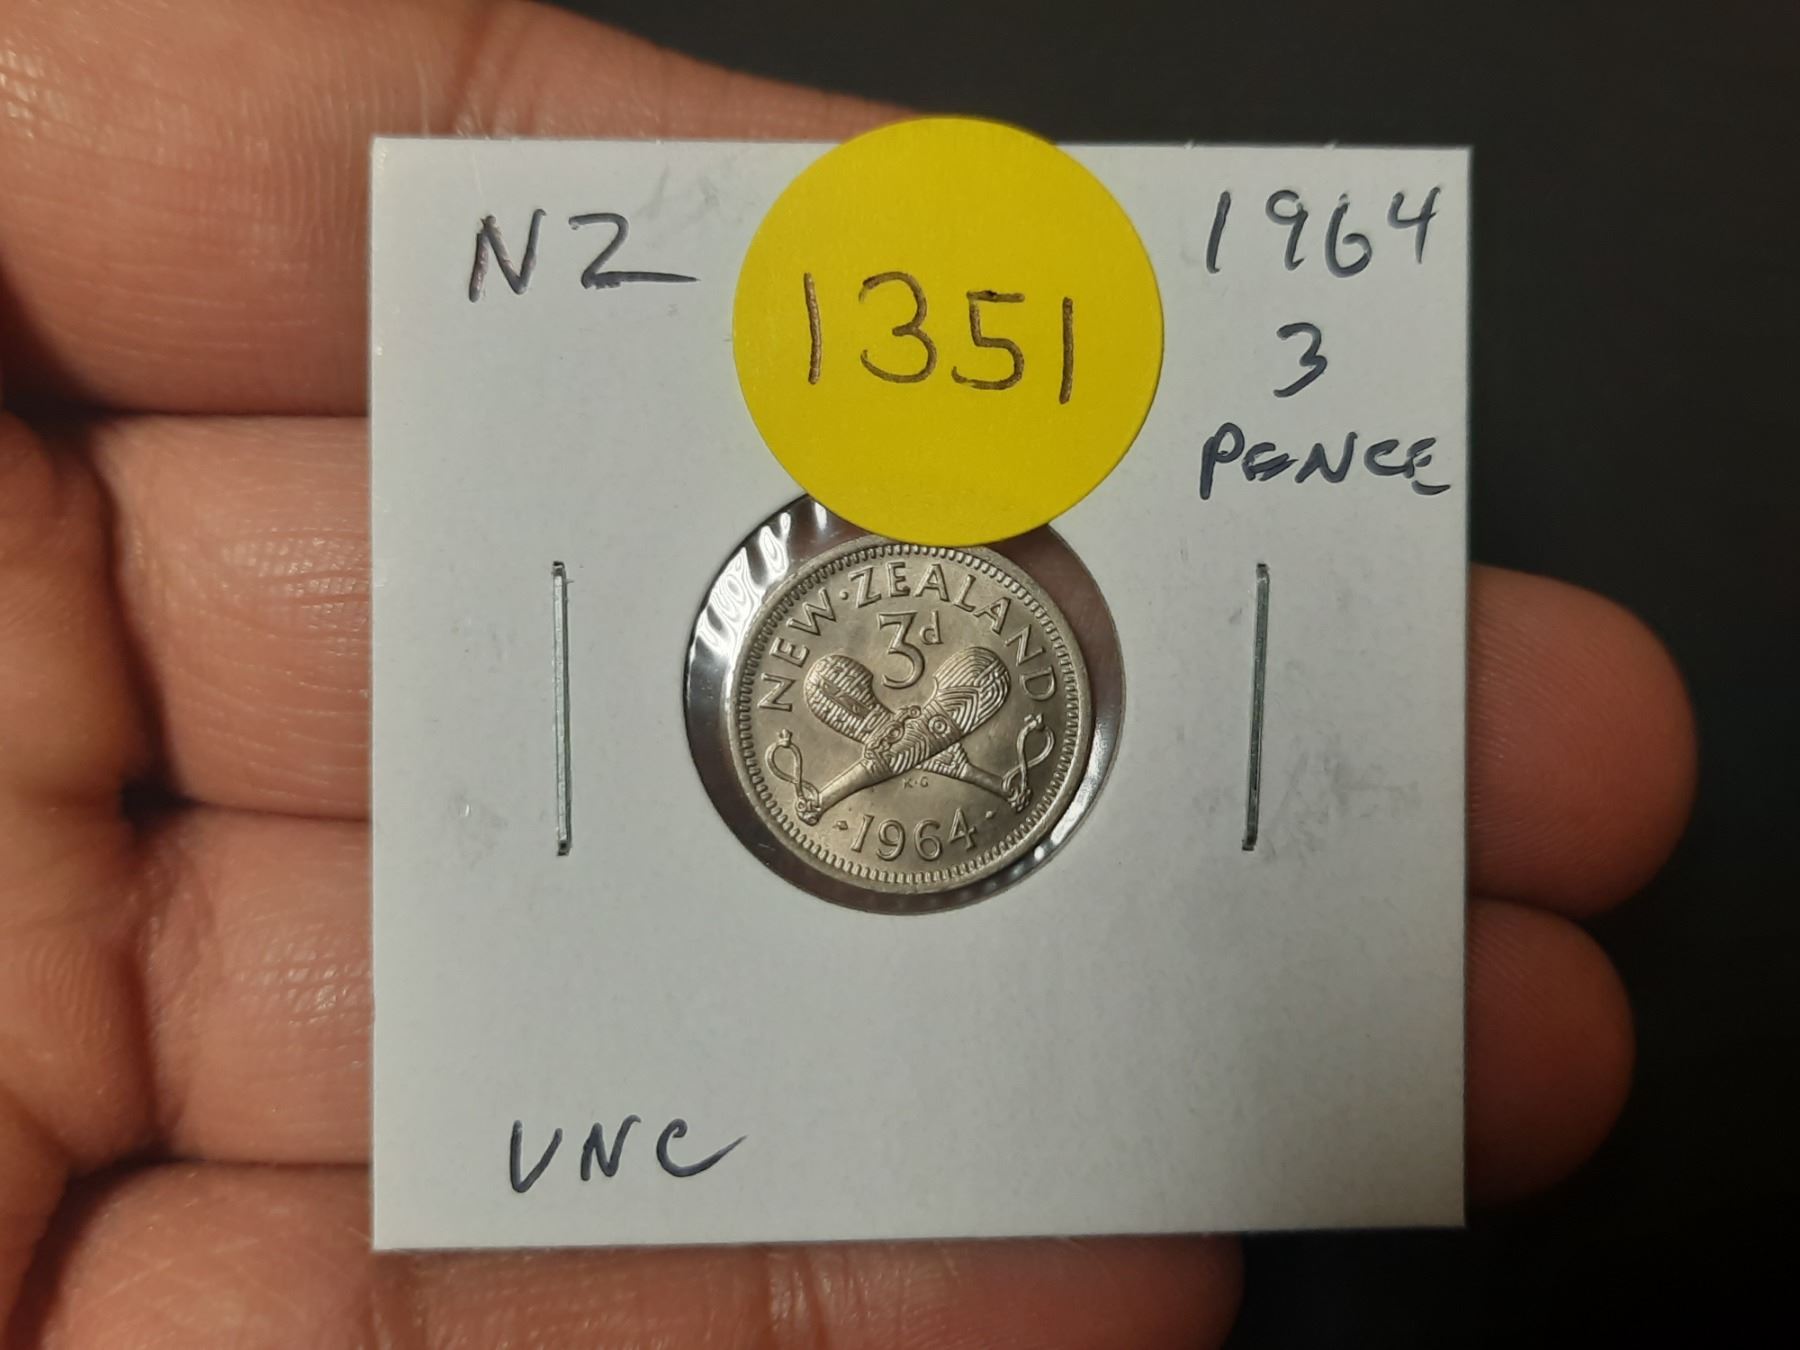 NZ
1351
1964
3
PENCE
NEW·ZEALAND
3d
K·G
·1964·
UNC